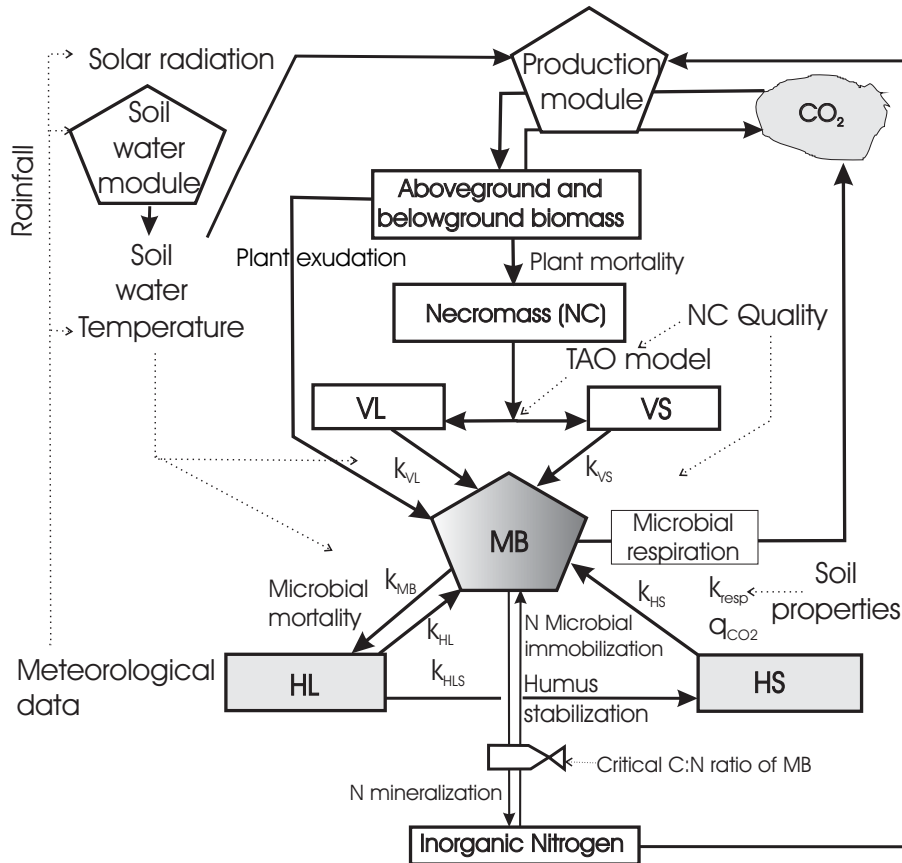 Solar radiation
Production
module
CO2
Soil
water
module
Rainfall
Aboveground and
belowground biomass
Soil
water
Plant exudation
Plant mortality
Temperature
Necromass (NC)
NC Quality
TAO model
VL
VS
kVL
kVS
MB
Microbial
respiration
Microbial
mortality
kMB
kHL
kHS
kresp
qCO2
Soil
properties
N Microbial
immobilization
Meteorological
data
HL
kHLS
Humus
stabilization
HS
Critical C:N ratio of MB
N mineralization
Inorganic Nitrogen